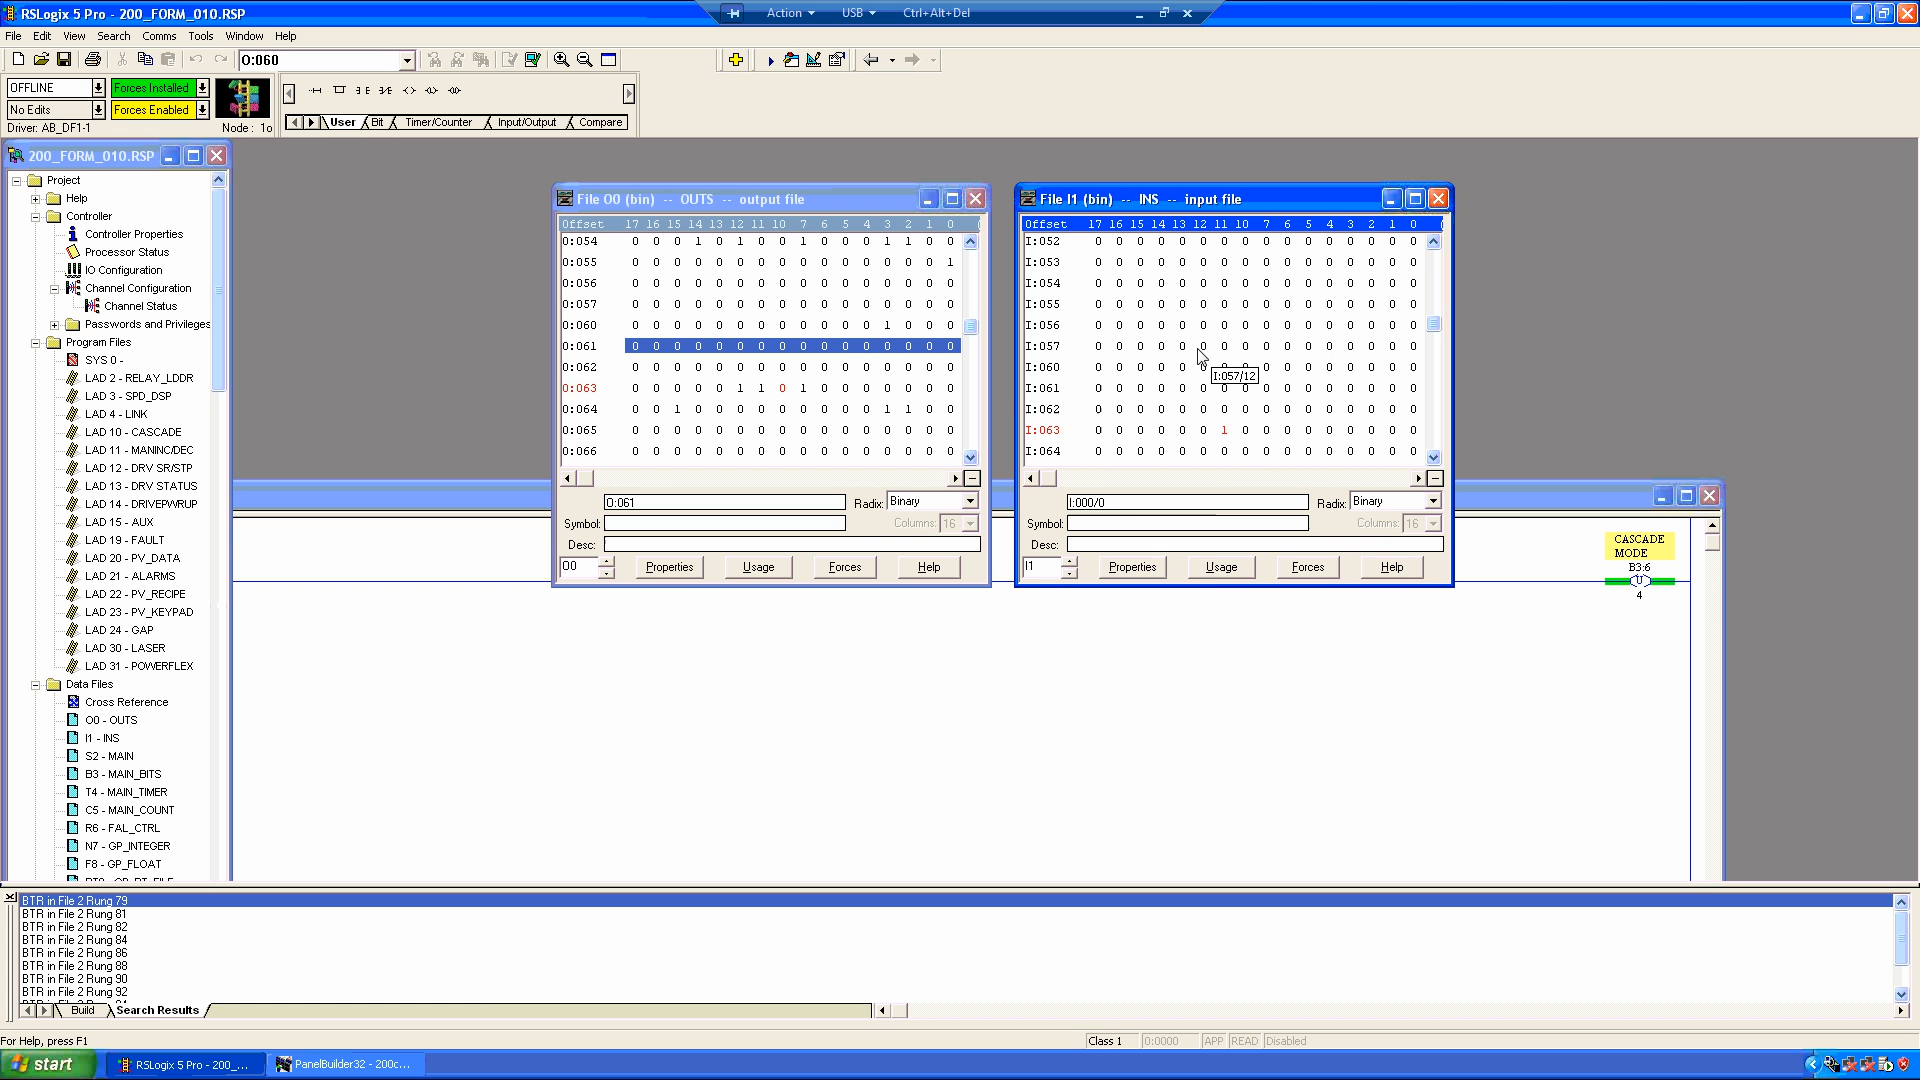 RSLogix 5 Pro - 200_FORM_010.RSP
Action USB Ctrl+Alt+Del
File Edit View Search Comms Tools Window Help
O:060
OFFLINE Forces Installed
No Edits Forces Enabled
Driver: AB_DF1-1 Node : 1o
User Bit Timer/Counter Input/Output Compare
200_FORM_010.RSP
Project
Help
Controller
Controller Properties
Processor Status
IO Configuration
Channel Configuration
Channel Status
Passwords and Privileges
Program Files
SYS 0 -
LAD 2 - RELAY_LDDR
LAD 3 - SPD_DSP
LAD 4 - LINK
LAD 10 - CASCADE
LAD 11 - MANINC/DEC
LAD 12 - DRV SR/STP
LAD 13 - DRV STATUS
LAD 14 - DRIVEPWRUP
LAD 15 - AUX
LAD 19 - FAULT
LAD 20 - PV_DATA
LAD 21 - ALARMS
LAD 22 - PV_RECIPE
LAD 23 - PV_KEYPAD
LAD 24 - GAP
LAD 30 - LASER
LAD 31 - POWERFLEX
Data Files
Cross Reference
O0 - OUTS
I1 - INS
S2 - MAIN
B3 - MAIN_BITS
T4 - MAIN_TIMER
C5 - MAIN_COUNT
R6 - FAL_CTRL
N7 - GP_INTEGER
F8 - GP_FLOAT
File O0 (bin) -- OUTS -- output file
Offset 17 16 15 14 13 12 11 10 7 6 5 4 3 2 1 0
O:054 0 0 0 1 0 1 0 0 1 0 0 0 1 1 0 0
O:055 0 0 0 0 0 0 0 0 0 0 0 0 0 0 0 1
O:056 0 0 0 0 0 0 0 0 0 0 0 0 0 0 0 0
O:057 0 0 0 0 0 0 0 0 0 0 0 0 0 0 0 0
O:060 0 0 0 0 0 0 0 0 0 0 0 0 1 0 0 0
O:061 0 0 0 0 0 0 0 0 0 0 0 0 0 0 0 0
O:062 0 0 0 0 0 0 0 0 0 0 0 0 0 0 0 0
O:063 0 0 0 0 0 1 1 0 1 0 0 0 0 0 0 0
O:064 0 0 1 0 0 0 0 0 0 0 0 0 1 1 0 0
O:065 0 0 0 0 0 0 0 0 0 0 0 0 0 0 0 0
O:066 0 0 0 0 0 0 0 0 0 0 0 0 0 0 0 0
O:061 Radix: Binary
Symbol: Columns: 16
Desc:
O0 Properties Usage Forces Help
File I1 (bin) -- INS -- input file
Offset 17 16 15 14 13 12 11 10 7 6 5 4 3 2 1 0
I:052 0 0 0 0 0 0 0 0 0 0 0 0 0 0 0 0
I:053 0 0 0 0 0 0 0 0 0 0 0 0 0 0 0 0
I:054 0 0 0 0 0 0 0 0 0 0 0 0 0 0 0 0
I:055 0 0 0 0 0 0 0 0 0 0 0 0 0 0 0 0
I:056 0 0 0 0 0 0 0 0 0 0 0 0 0 0 0 0
I:057 0 0 0 0 0 0 0 0 0 0 0 0 0 0 0 0
I:060 0 0 0 0 0 0 0 0 0 0 0 0 0 0 0 0
I:057/12
I:061 0 0 0 0 0 0 0 0 0 0 0 0 0 0 0 0
I:062 0 0 0 0 0 0 0 0 0 0 0 0 0 0 0 0
I:063 0 0 0 0 0 0 1 0 0 0 0 0 0 0 0 0
I:064 0 0 0 0 0 0 0 0 0 0 0 0 0 0 0 0
I:000/0 Radix: Binary
Symbol: Columns: 16
Desc:
I1 Properties Usage Forces Help
CASCADE
MODE
B3:6
U
4
BTR in File 2 Rung 79
BTR in File 2 Rung 81
BTR in File 2 Rung 82
BTR in File 2 Rung 84
BTR in File 2 Rung 86
BTR in File 2 Rung 88
BTR in File 2 Rung 90
BTR in File 2 Rung 92
Build Search Results
For Help, press F1 Class 1 0:0000 APP READ Disabled
start RSLogix 5 Pro - 200_... PanelBuilder32 - 200c...